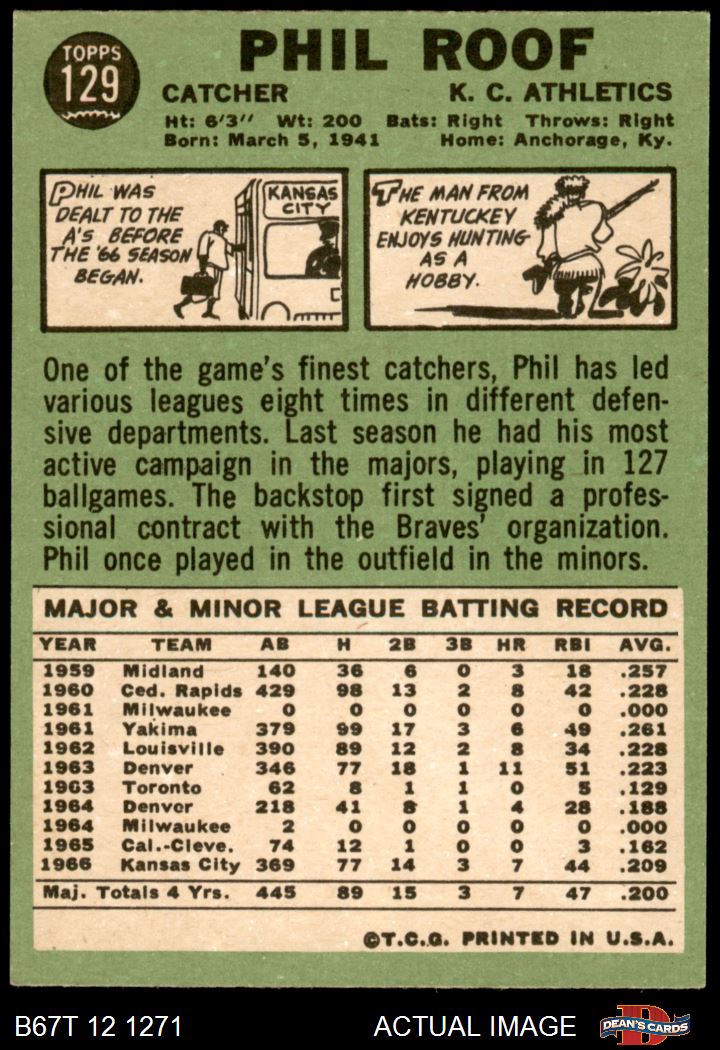 TOPPS
129
PHIL ROOF
CATCHER K. C. ATHLETICS
Ht: 6'3" Wt: 200 Bats: Right Throws: Right
Born: March 5, 1941 Home: Anchorage, Ky.
PHIL WAS
DEALT TO THE
A'S BEFORE
THE '66 SEASON
BEGAN.
KANSAS
CITY
THE MAN FROM
KENTUCKEY
ENJOYS HUNTING
AS A
HOBBY.
One of the game's finest catchers, Phil has led
various leagues eight times in different defen-
sive departments. Last season he had his most
active campaign in the majors, playing in 127
ballgames. The backstop first signed a profes-
sional contract with the Braves' organization.
Phil once played in the outfield in the minors.
MAJOR & MINOR LEAGUE BATTING RECORD
YEAR TEAM AB H 2B 3B HR RBI AVG.
1959 Midland 140 36 6 0 3 18 .257
1960 Ced. Rapids 429 98 13 2 8 42 .228
1961 Milwaukee 0 0 0 0 0 0 .000
1961 Yakima 379 99 17 3 6 49 .261
1962 Louisville 390 89 12 2 8 34 .228
1963 Denver 346 77 18 1 11 51 .223
1963 Toronto 62 8 1 1 0 5 .129
1964 Denver 218 41 8 1 4 28 .188
1964 Milwaukee 2 0 0 0 0 0 .000
1965 Cal.-Cleve. 74 12 1 0 0 3 .162
1966 Kansas City 369 77 14 3 7 44 .209
Maj. Totals 4 Yrs. 445 89 15 3 7 47 .200
©T.C.G. PRINTED IN U.S.A.
B67T 12 1271 ACTUAL IMAGE D DEAN'S CARDS